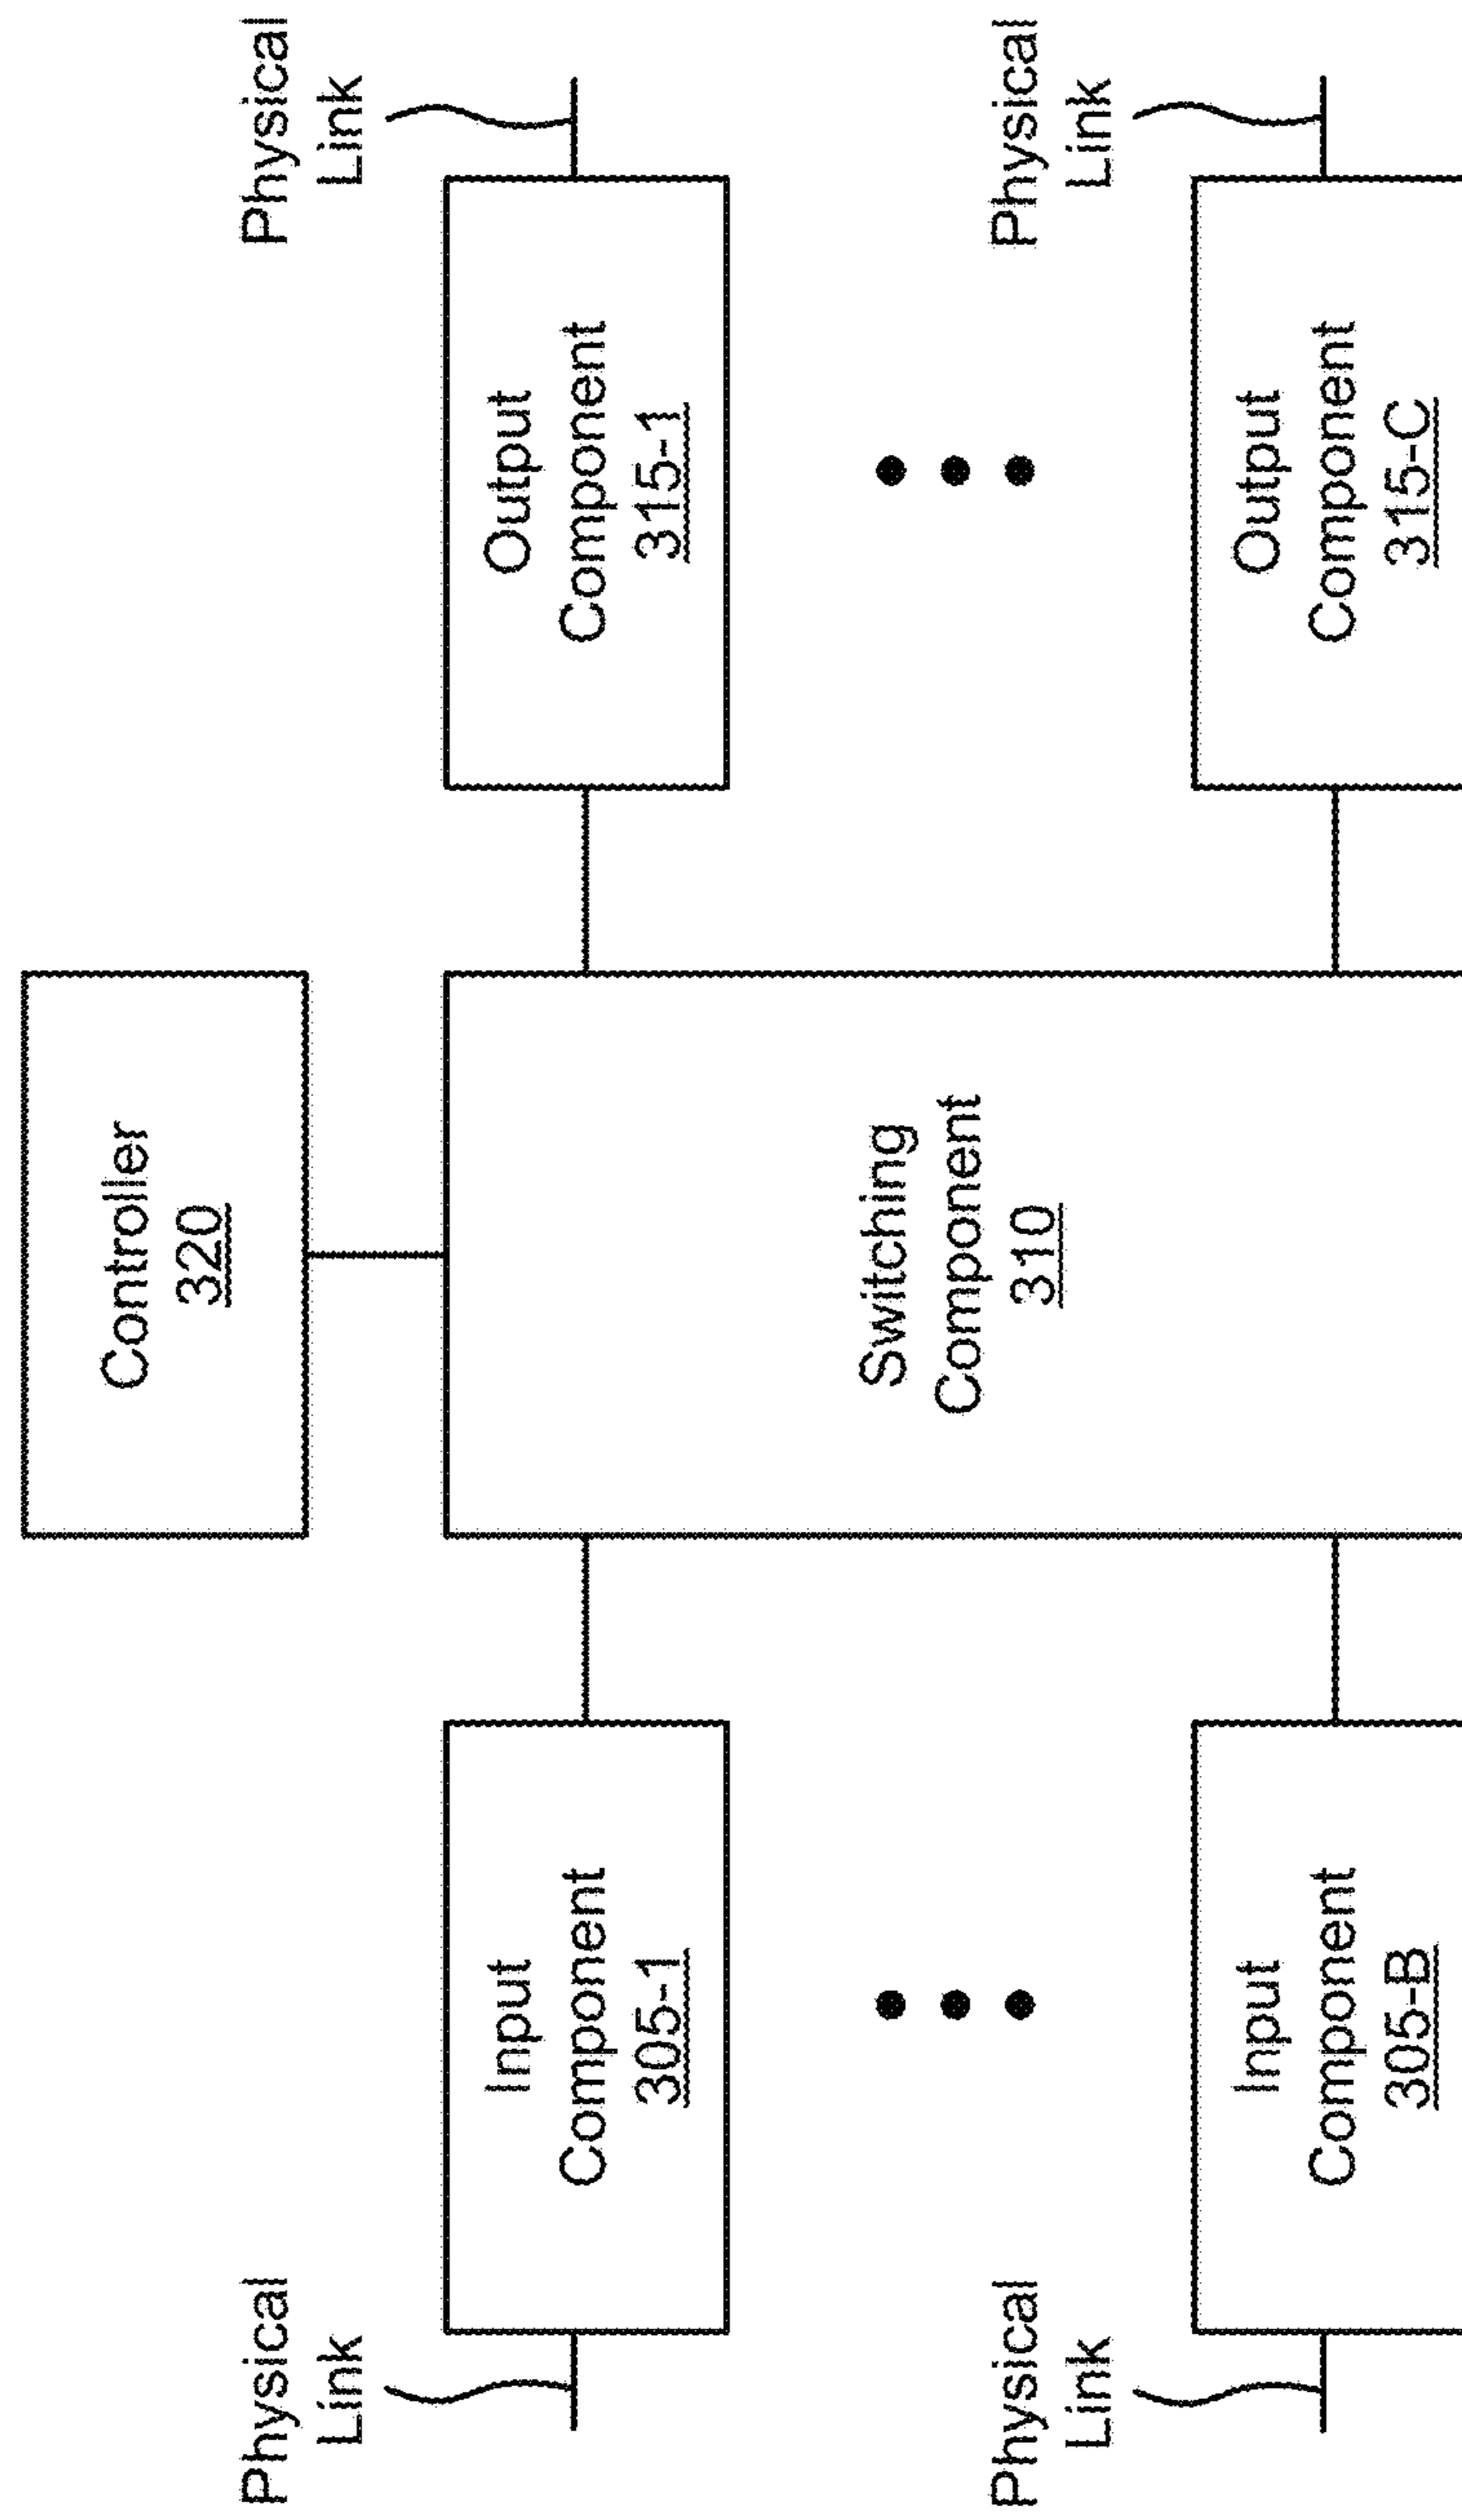 Controller
320
Physical
Link
Input
Component
305-1
Switching
Component
310
Physical
Link
Output
Component
315-1
Physical
Link
Input
Component
305-B
Physical
Link
Output
Component
315-C